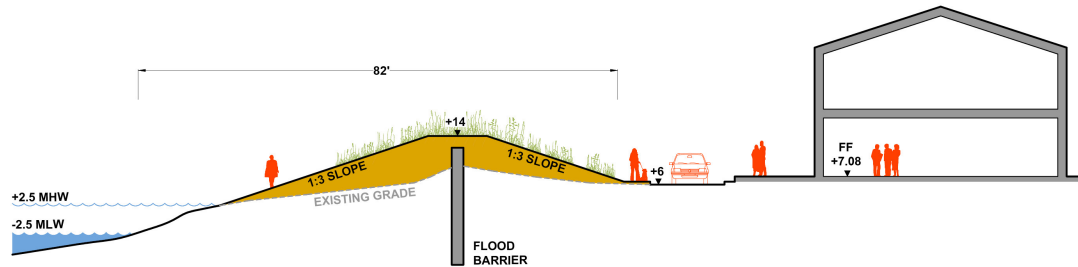 82'
+14
1:3 SLOPE
1:3 SLOPE
EXISTING GRADE
+6
FF
+7.08
+2.5 MHW
-2.5 MLW
FLOOD
BARRIER